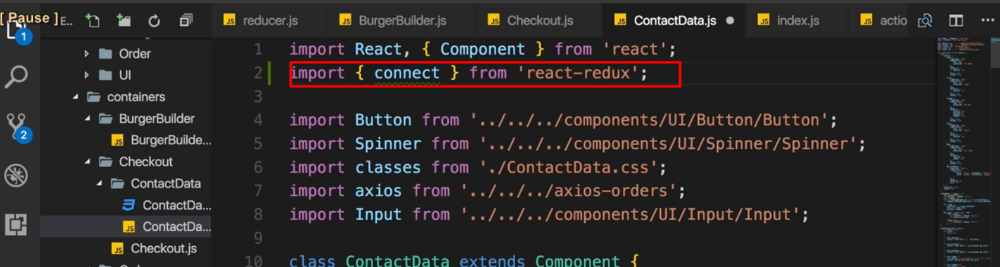 [ Pause ]
E...
reducer.js
BurgerBuilder.js
Checkout.js
ContactData.js
index.js
actio
1
2
Order
UI
containers
BurgerBuilder
BurgerBuilde...
Checkout
ContactData
ContactDa...
ContactDa...
Checkout.js
1 import React, { Component } from 'react';
2 import { connect } from 'react-redux';
3
4 import Button from '../../../components/UI/Button/Button';
5 import Spinner from '../../../components/UI/Spinner/Spinner';
6 import classes from './ContactData.css';
7 import axios from '../../../axios-orders';
8 import Input from '../../../components/UI/Input/Input';
9
10 class ContactData extends Component {